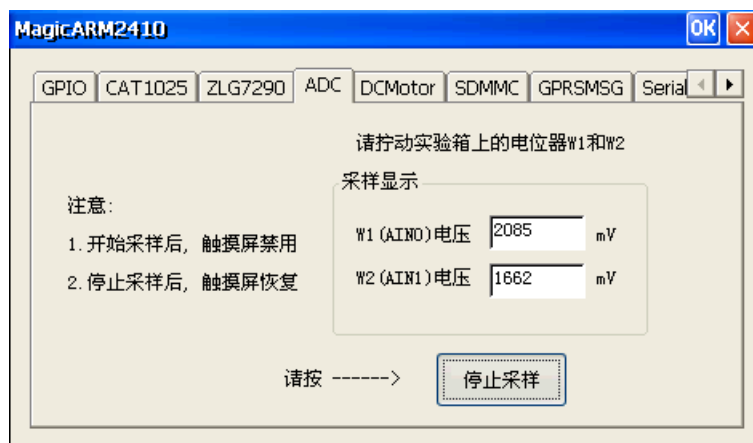 MagicARM2410 OK
GPIO CAT1025 ZLG7290 ADC DCMotor SDMMC GPRSMSG Serial
请拧动实验箱上的电位器W1和W2
采样显示
注意:
W1(AIN0)电压 2085 mV
1.开始采样后, 触摸屏禁用
W2(AIN1)电压 1662 mV
2.停止采样后, 触摸屏恢复
请按 ------> 停止采样